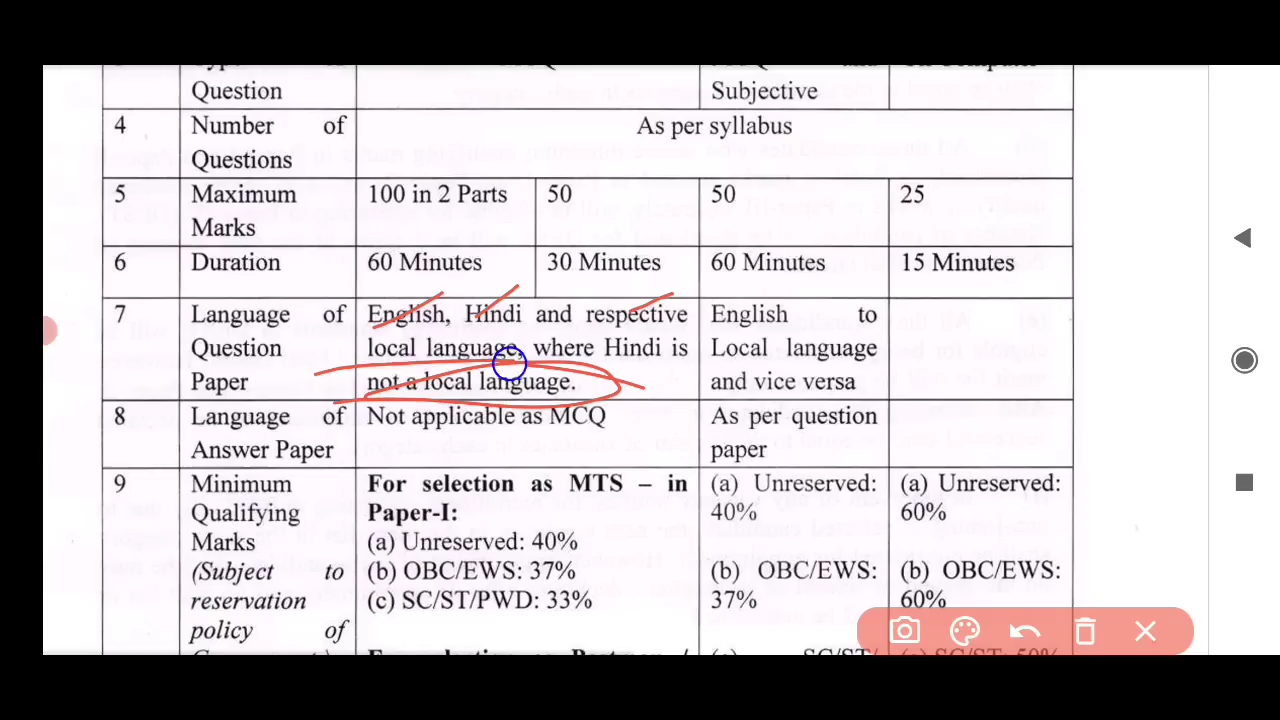 Question
Subjective
4 Number of Questions As per syllabus
5 Maximum Marks 100 in 2 Parts 50 50 25
6 Duration 60 Minutes 30 Minutes 60 Minutes 15 Minutes
7 Language of English, Hindi and respective English to
Question local language, where Hindi is Local language
Paper not a local language. and vice versa
8 Language of Not applicable as MCQ As per question
Answer Paper paper
9 Minimum For selection as MTS – in (a) Unreserved: (a) Unreserved:
Qualifying Paper-I: 40% 60%
Marks (a) Unreserved: 40%
(Subject to (b) OBC/EWS: 37% (b) OBC/EWS: (b) OBC/EWS:
reservation (c) SC/ST/PWD: 33% 37% 60%
policy of